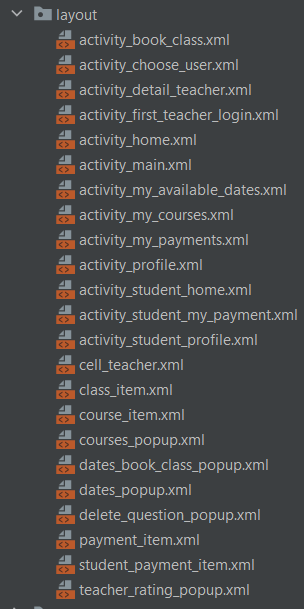 layout
activity_book_class.xml
activity_choose_user.xml
activity_detail_teacher.xml
activity_first_teacher_login.xml
activity_home.xml
activity_main.xml
activity_my_available_dates.xml
activity_my_courses.xml
activity_my_payments.xml
activity_profile.xml
activity_student_home.xml
activity_student_my_payment.xml
activity_student_profile.xml
cell_teacher.xml
class_item.xml
course_item.xml
courses_popup.xml
dates_book_class_popup.xml
dates_popup.xml
delete_question_popup.xml
payment_item.xml
student_payment_item.xml
teacher_rating_popup.xml